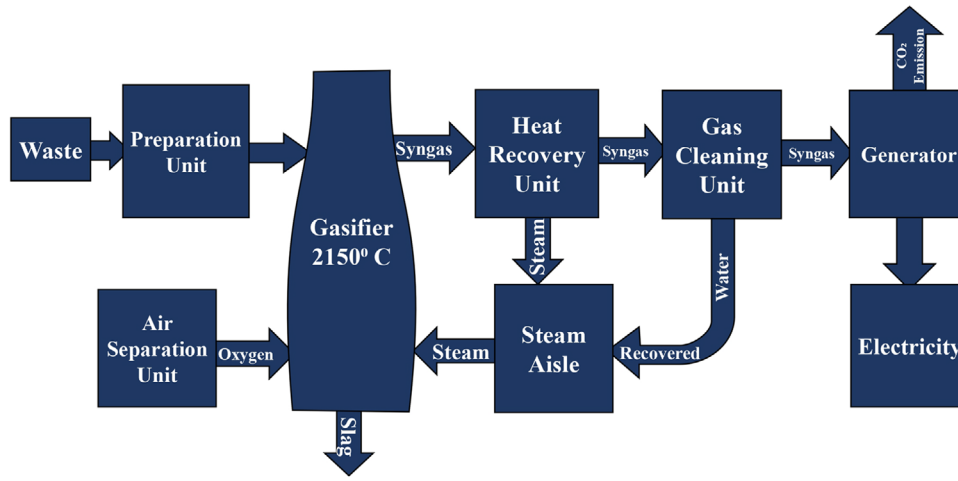 CO₂
Emission
Waste
Preparation
Unit
Syngas
Heat
Recovery
Unit
Syngas
Gas
Cleaning
Unit
Syngas
Generator
Gasifier
2150⁰ C
Steam
Water
Air
Separation
Unit
Oxygen
Steam
Steam
Aisle
Recovered
Electricity
Slag